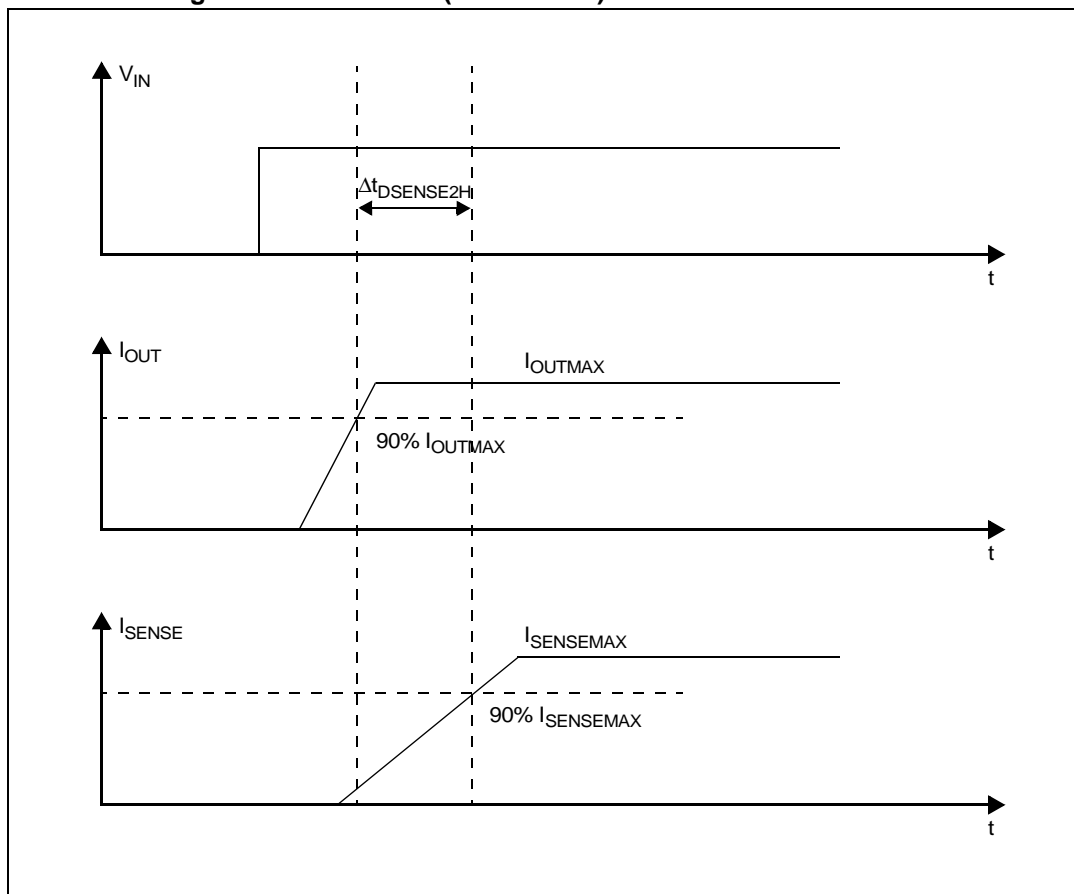 V_IN
Δt_DSENSE2H
t
I_OUT
I_OUTMAX
90% I_OUTMAX
t
I_SENSE
I_SENSEMAX
90% I_SENSEMAX
t